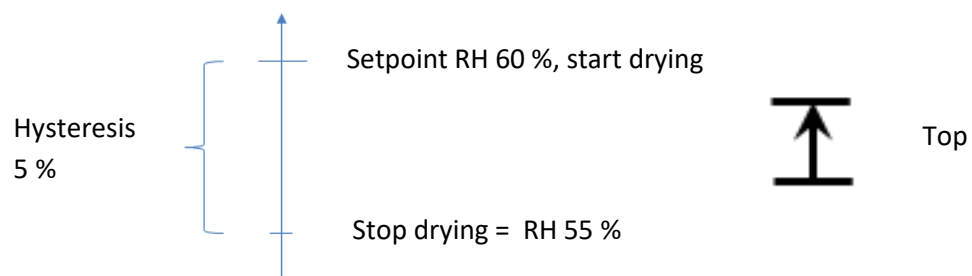 Setpoint RH 60 %, start drying
Hysteresis
5 %
Top
Stop drying = RH 55 %